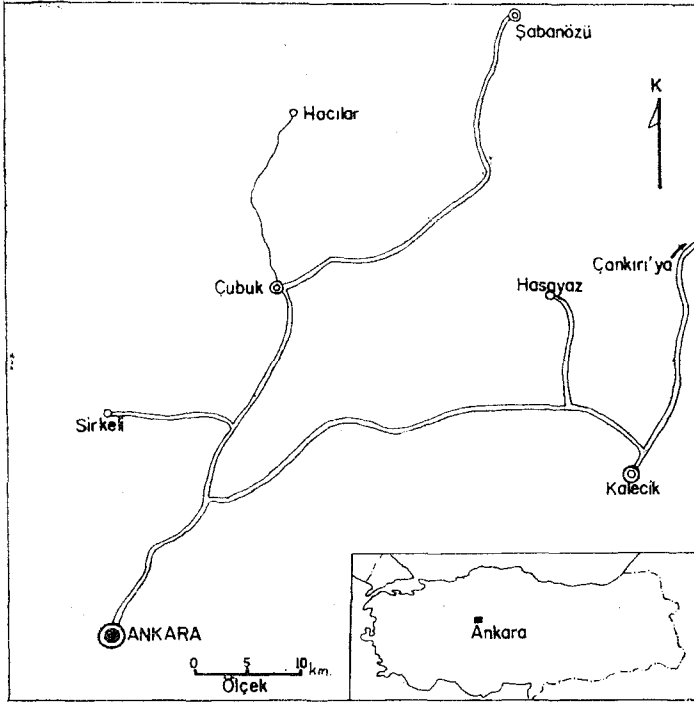 Şabanözü
Hacılar
K
Çankırı'ya
Hasayaz
Çubuk
Sirkeli
Kalecik
ANKARA
0 5 10 km.
Ölçek
Ankara